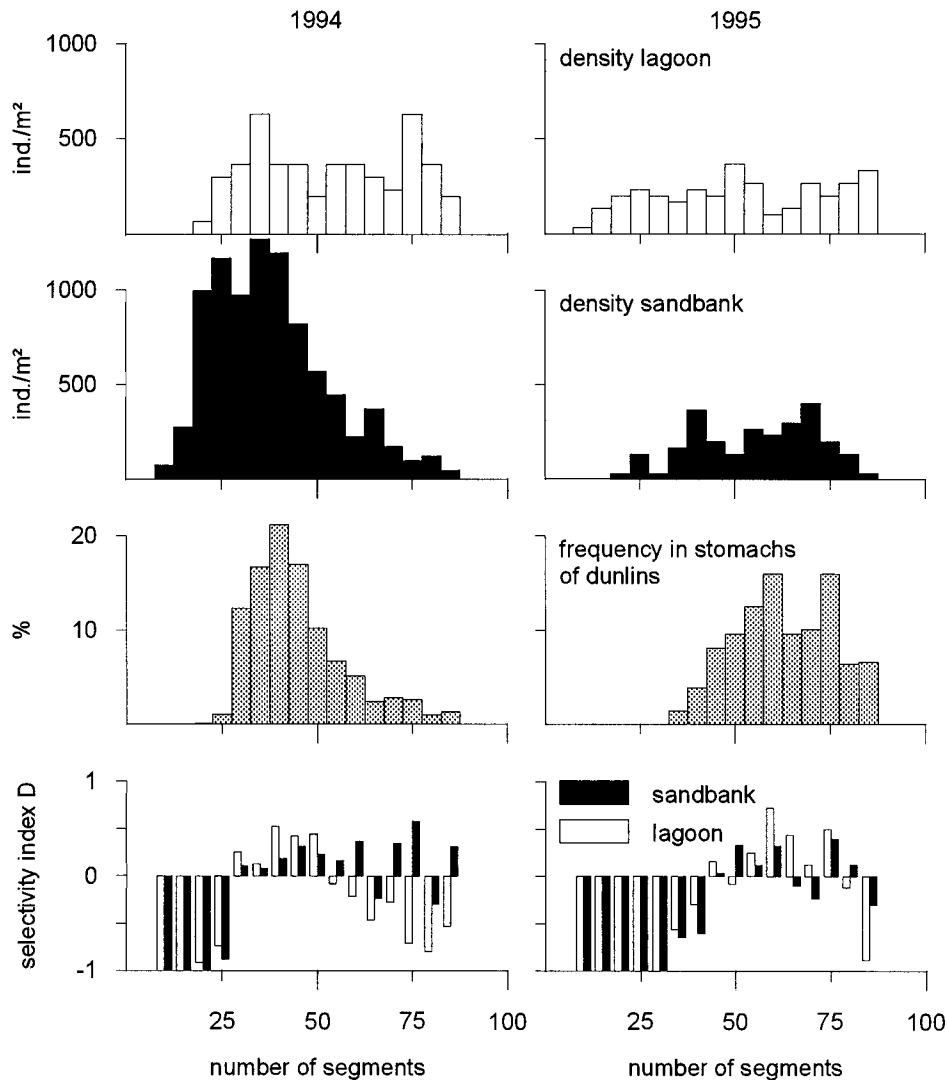 1994 1995
1000 density lagoon
ind./m²
500
1000 density sandbank
ind./m²
500
20 frequency in stomachs
of dunlins
%
10
1
sandbank
lagoon
selectivity index D
0
-1
25 50 75 100 25 50 75 100
number of segments number of segments